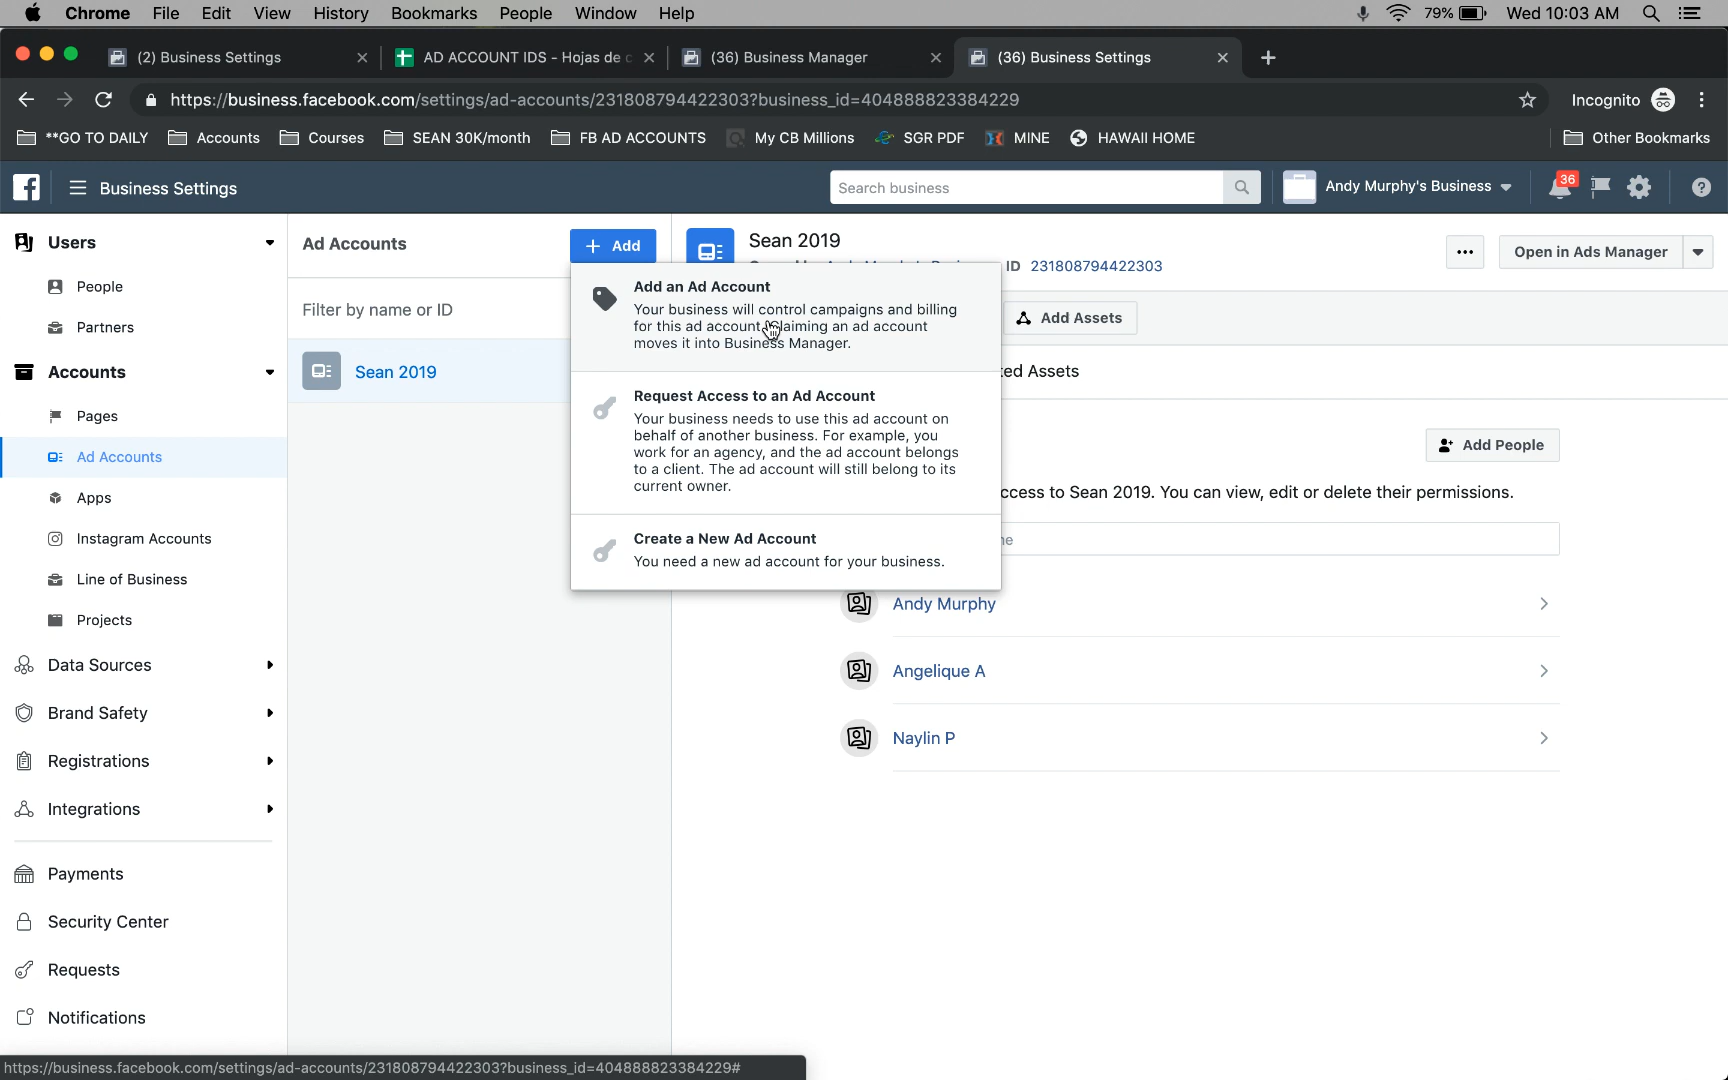 Chrome File Edit View History Bookmarks People Window Help 79% Wed 10:03 AM
(2) Business Settings
AD ACCOUNT IDS - Hojas de c
(36) Business Manager
(36) Business Settings
https://business.facebook.com/settings/ad-accounts/231808794422303?business_id=404888823384229
Incognito
**GO TO DAILY Accounts Courses SEAN 30K/month FB AD ACCOUNTS My CB Millions SGR PDF MINE HAWAII HOME Other Bookmarks
Business Settings
Search business
Andy Murphy's Business
36
Users
People
Partners
Accounts
Pages
Ad Accounts
Apps
Instagram Accounts
Line of Business
Projects
Data Sources
Brand Safety
Registrations
Integrations
Payments
Security Center
Requests
Notifications
Ad Accounts
+ Add
Filter by name or ID
Sean 2019
Add an Ad Account
Your business will control campaigns and billing
for this ad account. Claiming an ad account
moves it into Business Manager.
Request Access to an Ad Account
Your business needs to use this ad account on
behalf of another business. For example, you
work for an agency, and the ad account belongs
to a client. The ad account will still belong to its
current owner.
Create a New Ad Account
You need a new ad account for your business.
Sean 2019
ID 231808794422303
Open in Ads Manager
Add Assets
ed Assets
Add People
ccess to Sean 2019. You can view, edit or delete their permissions.
Andy Murphy
Angelique A
Naylin P
https://business.facebook.com/settings/ad-accounts/231808794422303?business_id=404888823384229#